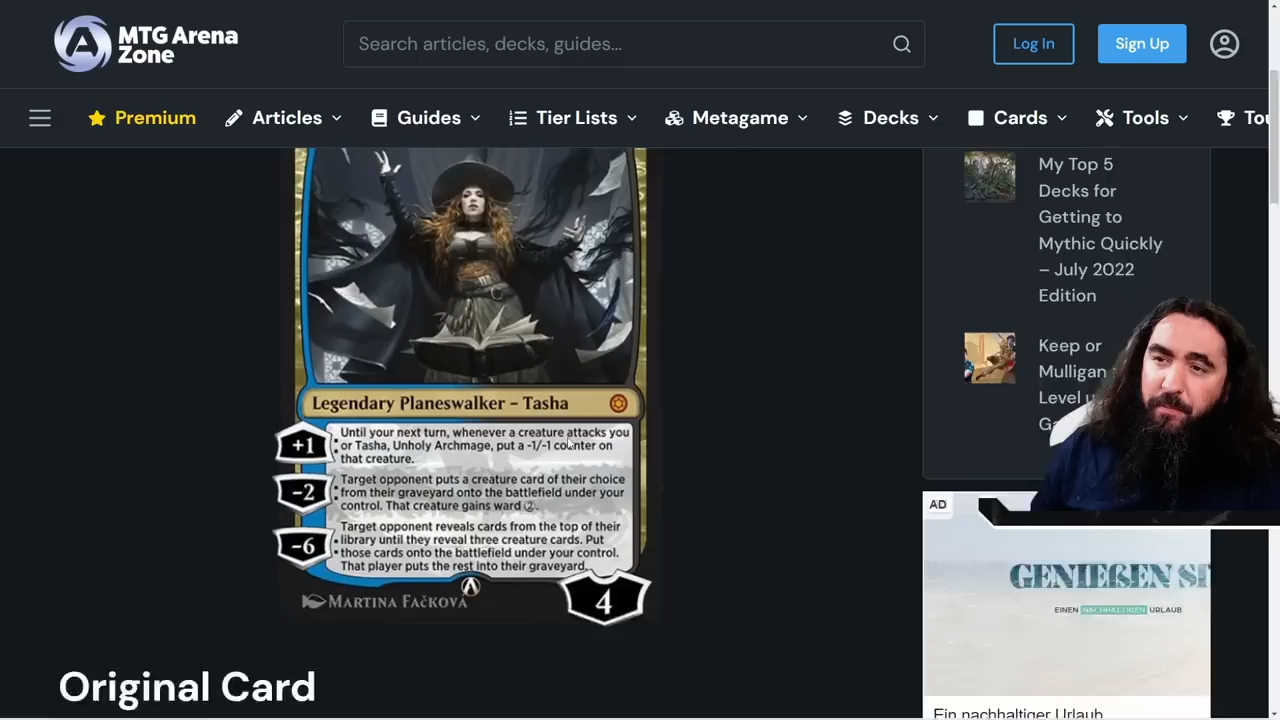 MTG Arena
Zone
Search articles, decks, guides...
Log In
Sign Up
Premium
Articles
Guides
Tier Lists
Metagame
Decks
Cards
Tools
Legendary Planeswalker – Tasha
+1
Until your next turn, whenever a creature attacks you
or Tasha, Unholy Archmage, put a -1/-1 counter on
that creature.
-2
Target opponent puts a creature card of their choice
from their graveyard onto the battlefield under your
control. That creature gains ward 2.
-6
Target opponent reveals cards from the top of their
library until they reveal three creature cards. Put
those cards onto the battlefield under your control.
That player puts the rest into their graveyard.
4
Martina Fačková
Original Card
My Top 5
Decks for
Getting to
Mythic Quickly
– July 2022
Edition
Keep or
Mulligan
Level
AD
GENIEẞEN SI
EINEN NACHHALTIGEN URLAUB
Ein nachhaltiger Urlaub